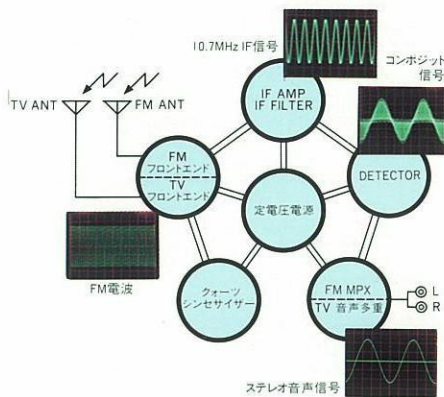 10.7MHz IF信号
コンポジット
信号
TV ANT
FM ANT
IF AMP
IF FILTER
FM
フロントエンド
TV
フロントエンド
DETECTOR
定電圧電源
FM電波
クォーツ
シンセサイザー
FM MPX
TV 音声多重
L
R
ステレオ音声信号